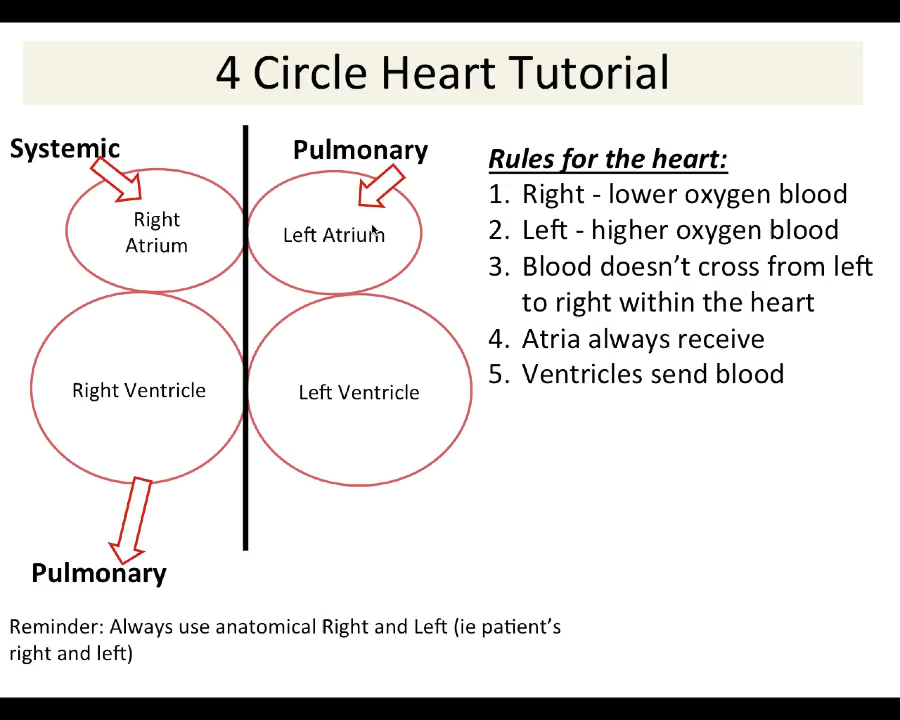 4 Circle Heart Tutorial
Systemic
Pulmonary
Right
Atrium
Left Atrium
Right Ventricle
Left Ventricle
Pulmonary
Rules for the heart:
1. Right - lower oxygen blood
2. Left - higher oxygen blood
3. Blood doesn’t cross from left
to right within the heart
4. Atria always receive
5. Ventricles send blood
Reminder: Always use anatomical Right and Left (ie patient’s
right and left)